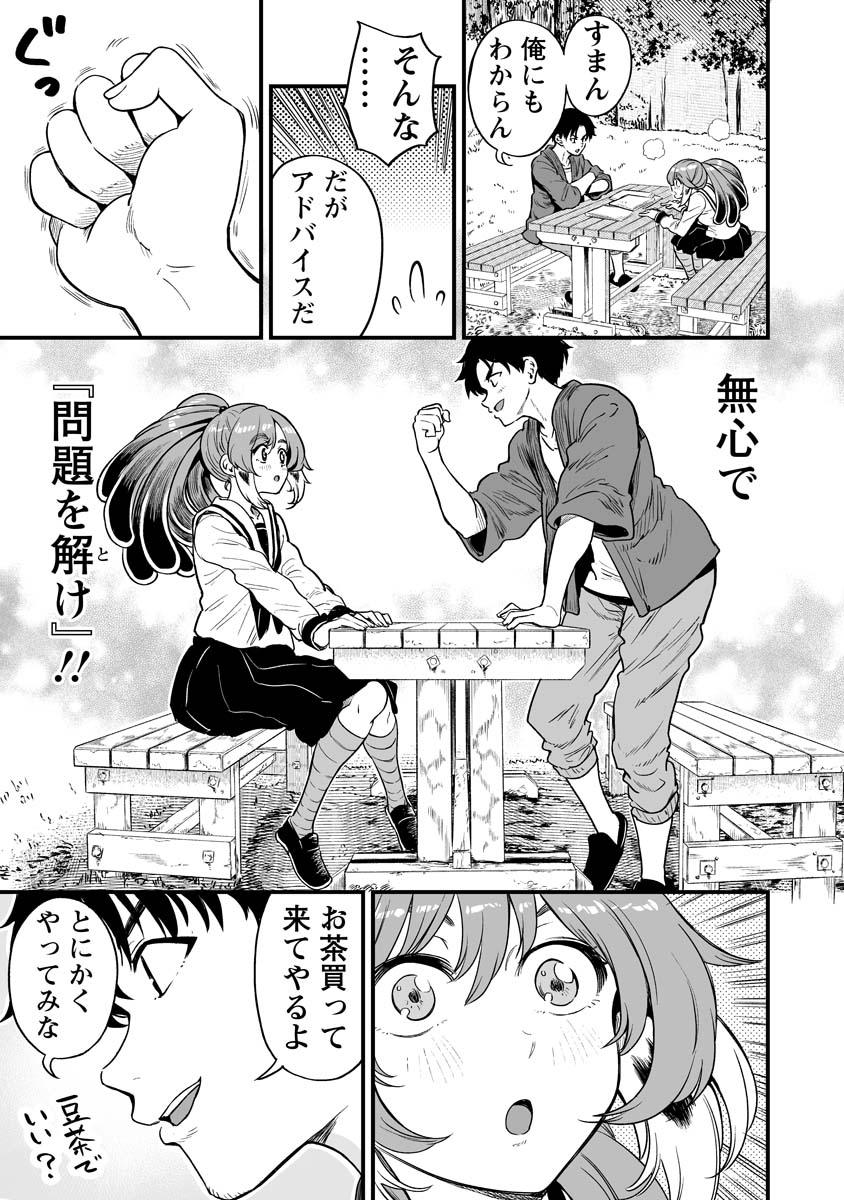 すまん
俺にも
わからん
そんな
……
だが
アドバイスだ
ぐっ
無心で
『問題を解け』!!
と
お茶買って
来てやるよ
とにかく
やってみな
豆茶で
いい?